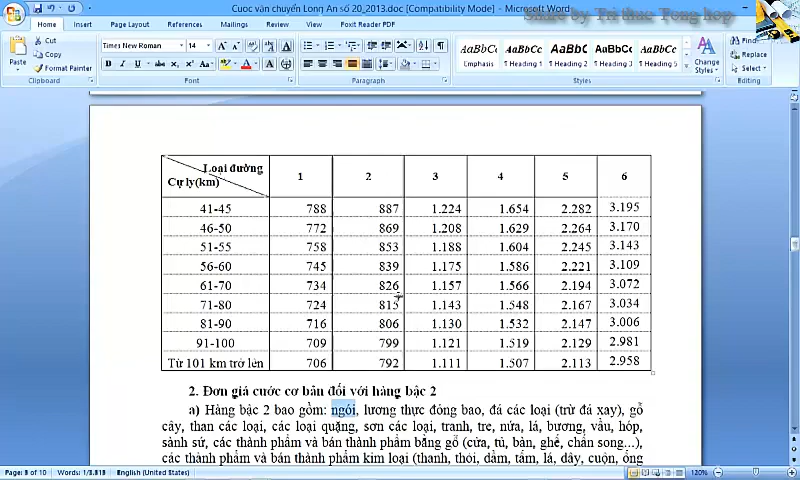 Cuoc vận chuyển Long An số 20_2013.doc [Compatibility Mode] - Microsoft Word
Share by Tri thuc Tong hop
Home Insert Page Layout References Mailings Review View Foxit Reader PDF
Cut
Copy
Format Painter
Paste
Times New Roman 14
Clipboard Font Paragraph Styles Editing
AaBbCc AaBbCc AaBbC AaBbCc AaBbCc
Emphasis ¶ Heading 1 ¶ Heading 2 ¶ Heading 3 ¶ Heading 5
Change Styles
Find
Replace
Select
Loại đường
Cự ly(km) 1 2 3 4 5 6
41-45 788 887 1.224 1.654 2.282 3.195
46-50 772 869 1.208 1.629 2.264 3.170
51-55 758 853 1.188 1.604 2.245 3.143
56-60 745 839 1.175 1.586 2.221 3.109
61-70 734 826 1.157 1.566 2.194 3.072
71-80 724 815 1.143 1.548 2.167 3.034
81-90 716 806 1.130 1.532 2.147 3.006
91-100 709 799 1.121 1.519 2.129 2.981
Từ 101 km trở lên 706 792 1.111 1.507 2.113 2.958
2. Đơn giá cước cơ bản đối với hàng bậc 2
a) Hàng bậc 2 bao gồm: ngói, lương thực đóng bao, đá các loại (trừ đá xay), gỗ
cây, than các loại, các loại quặng, sơn các loại, tranh, tre, nứa, lá, bương, vầu, hóp,
sành sứ, các thành phẩm và bán thành phẩm bằng gỗ (cửa, tủ, bàn, ghế, chấn song...),
các thành phẩm và bán thành phẩm kim loại (thanh, thỏi, dầm, tấm, lá, dây, cuộn, ống
Page: 9 of 10 Words: 1/3.313 English (United States) 120%